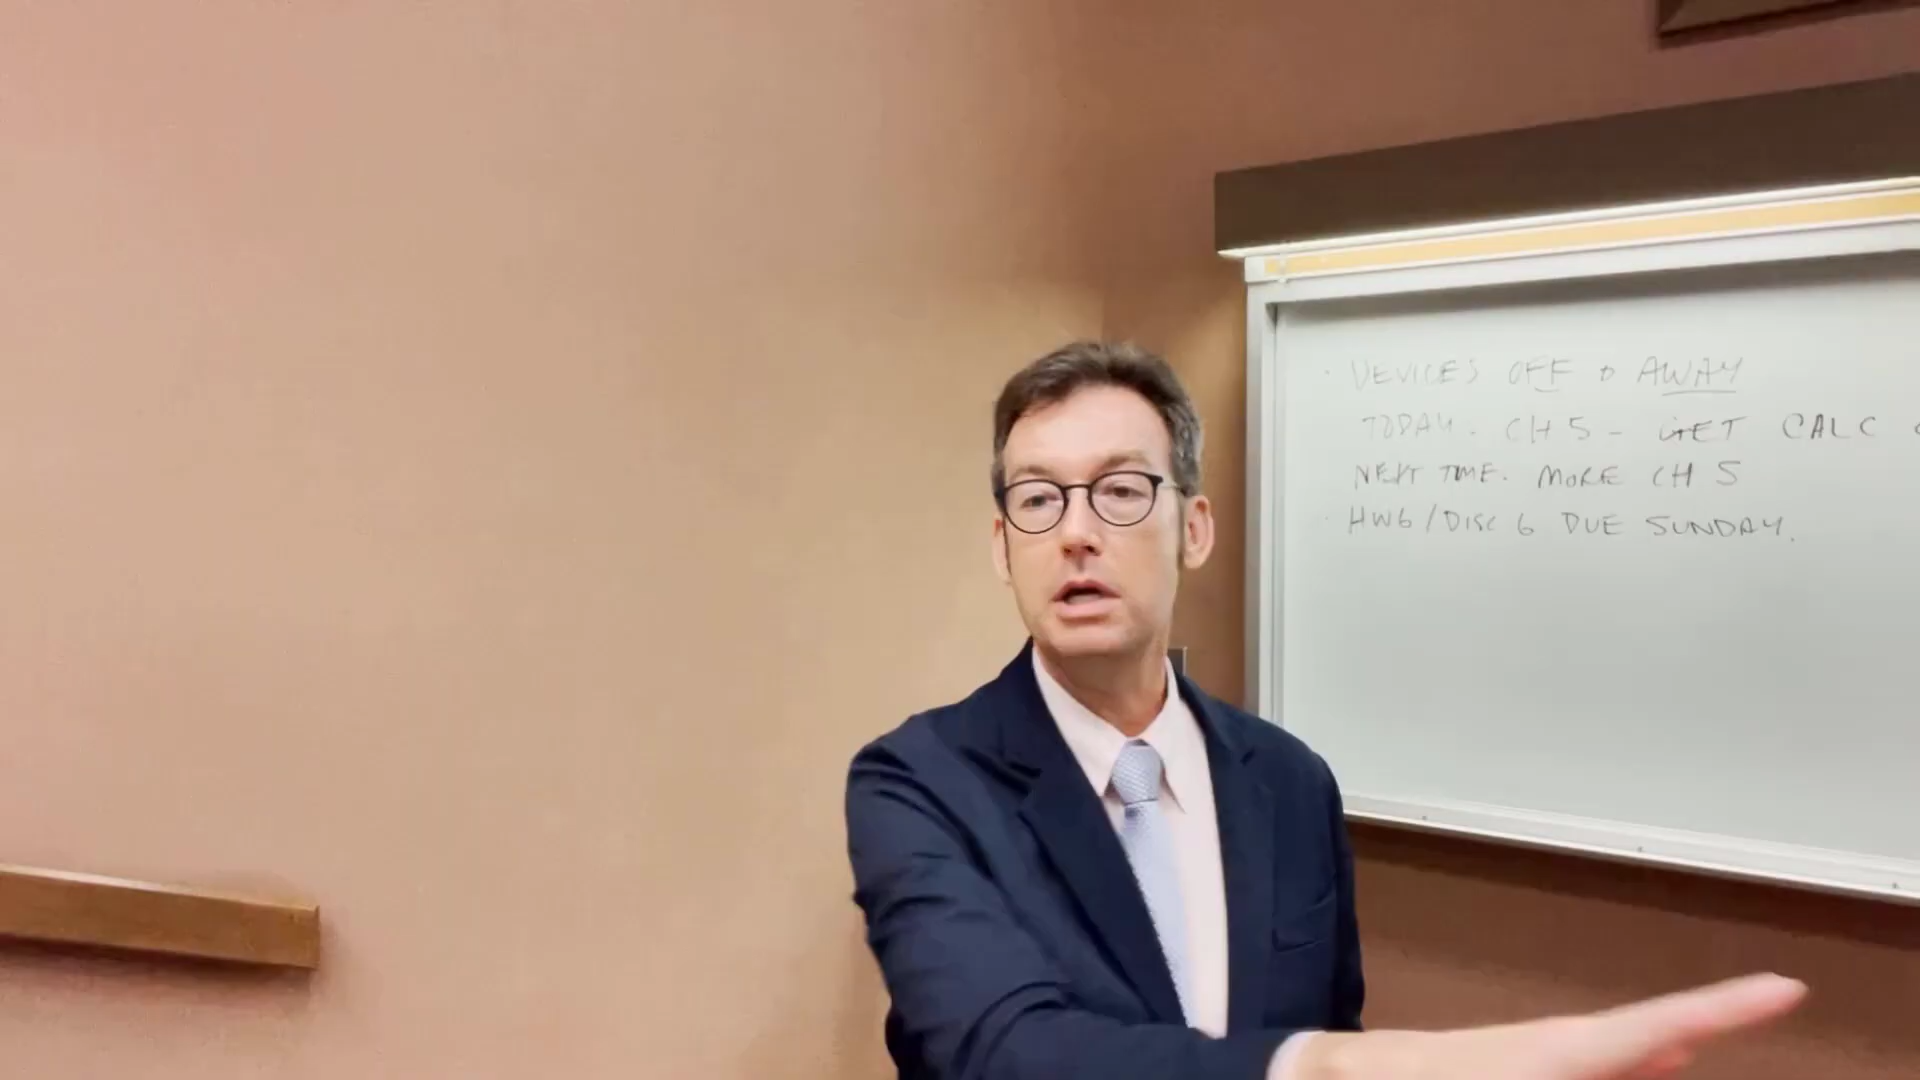 · DEVICES OFF & AWAY
TODAY. CH 5 - GET CALC
NEXT TIME. MORE CH 5
· HW6/DISC 6 DUE SUNDAY.